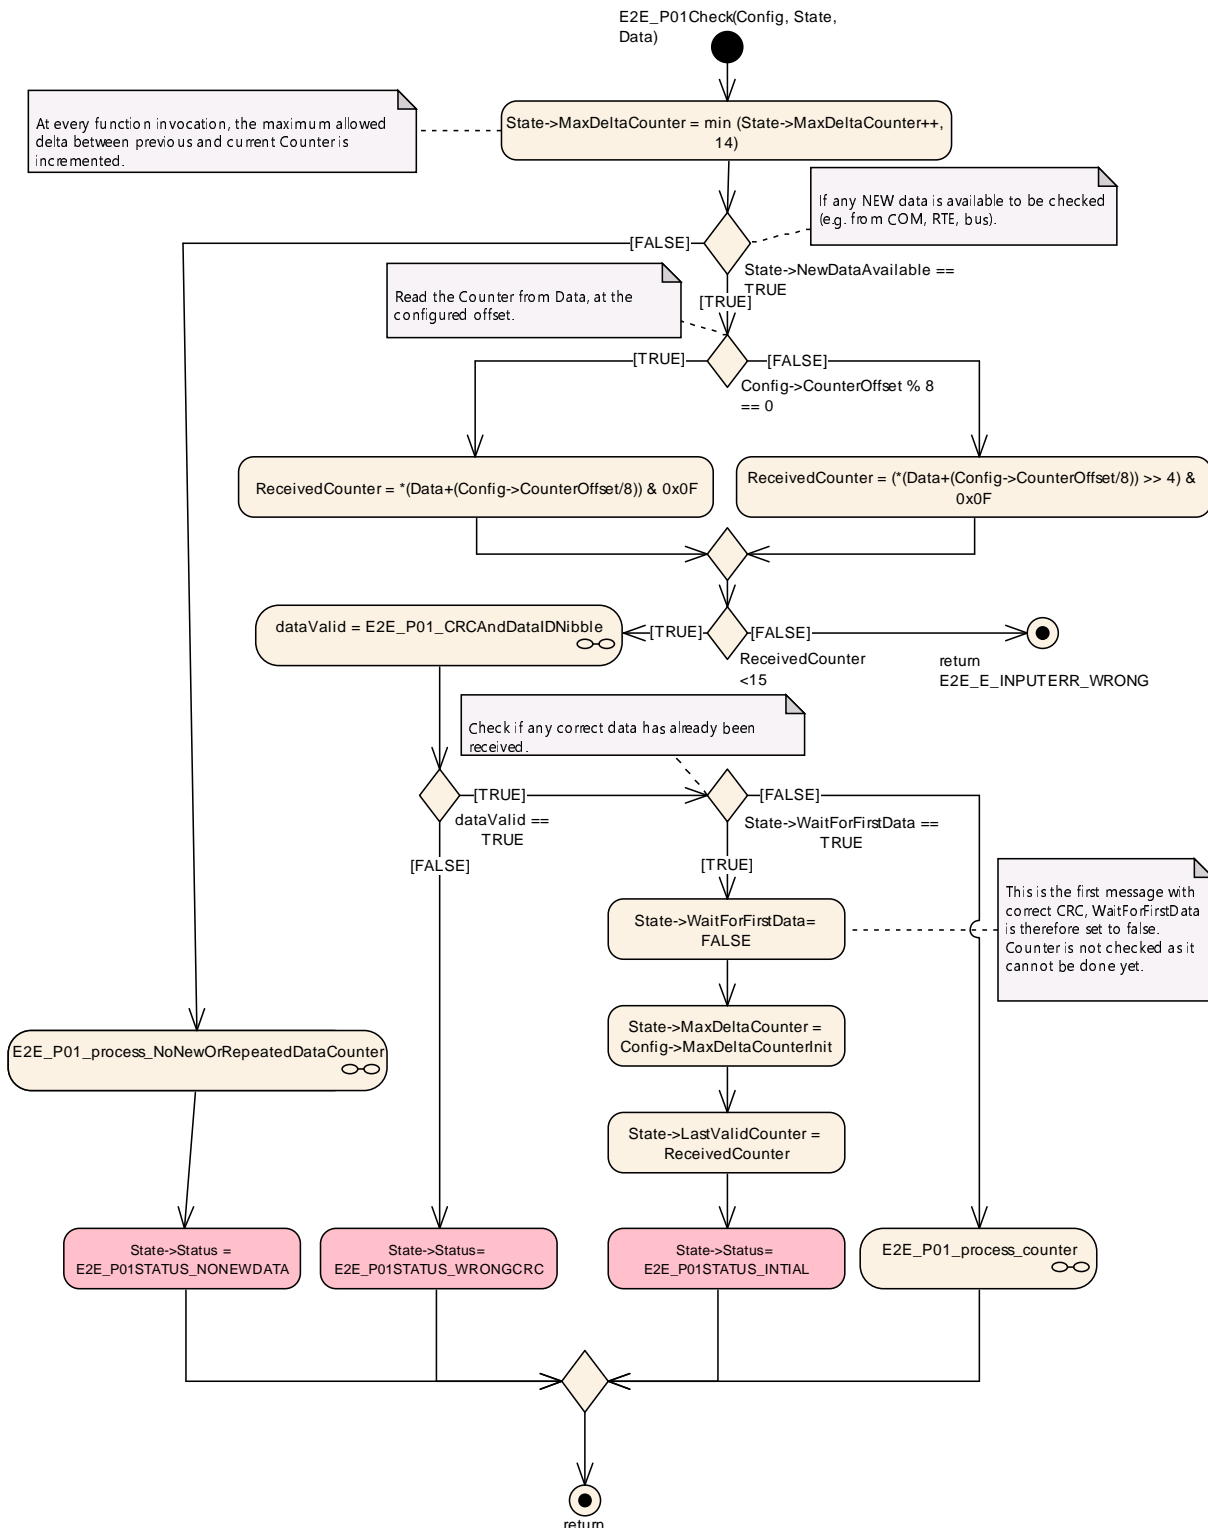 E2E_P01Check(Config, State,
Data)
At every function invocation, the maximum allowed
delta between previous and current Counter is
incremented.
State->MaxDeltaCounter = min (State->MaxDeltaCounter++,
14)
If any NEW data is available to be checked
(e.g. from COM, RTE, bus).
[FALSE]
State->NewDataAvailable ==
TRUE
[TRUE]
Read the Counter from Data, at the
configured offset.
[TRUE]
[FALSE]
Config->CounterOffset % 8
== 0
ReceivedCounter = *(Data+(Config->CounterOffset/8)) & 0x0F
ReceivedCounter = (*(Data+(Config->CounterOffset/8)) >> 4) &
0x0F
dataValid = E2E_P01_CRCAndDataIDNibble
[TRUE]
[FALSE]
ReceivedCounter
<15
return
E2E_E_INPUTERR_WRONG
Check if any correct data has already been
received.
[TRUE]
dataValid ==
TRUE
[FALSE]
[FALSE]
State->WaitForFirstData ==
TRUE
[TRUE]
This is the first message with
correct CRC, WaitForFirstData
is therefore set to false.
Counter is not checked as it
cannot be done yet.
State->WaitForFirstData=
FALSE
State->MaxDeltaCounter =
Config->MaxDeltaCounterInit
E2E_P01_process_NoNewOrRepeatedDataCounter
State->LastValidCounter =
ReceivedCounter
State->Status =
E2E_P01STATUS_NONEWDATA
State->Status=
E2E_P01STATUS_WRONGCRC
State->Status=
E2E_P01STATUS_INTIAL
E2E_P01_process_counter
return